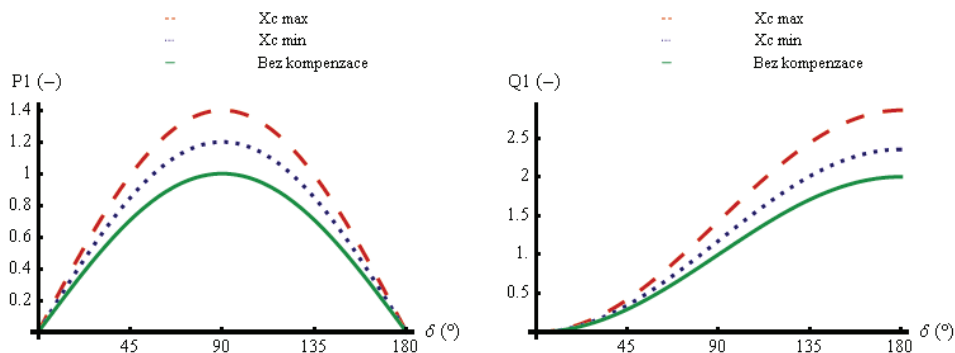 Xc max
Xc min
Bez kompenzace
P1 (–)
1.4
1.2
1
0.8
0.6
0.4
0.2
45
90
135
180
δ (º)
Xc max
Xc min
Bez kompenzace
Q1 (–)
2.5
2
1.5
1.
0.5
45
90
135
180
δ (º)